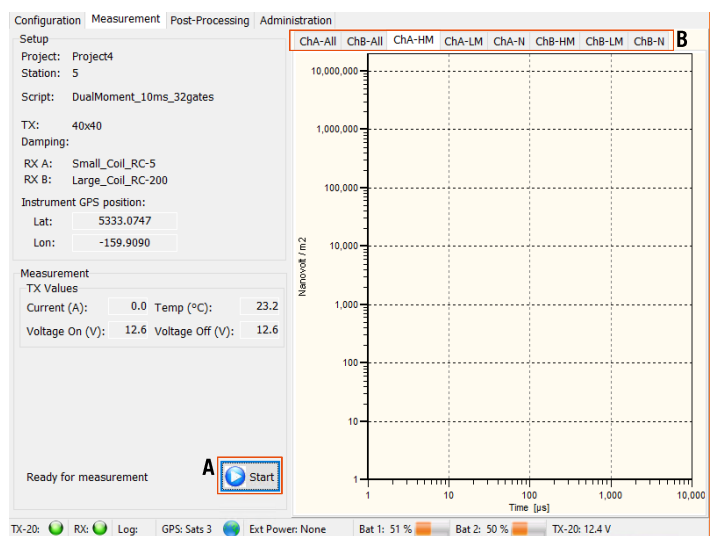 Configuration Measurement Post-Processing Administration
Setup
Project: Project4
Station: 5
Script: DualMoment_10ms_32gates
TX: 40x40
Damping:
RX A: Small_Coil_RC-5
RX B: Large_Coil_RC-200
Instrument GPS position:
Lat: 5333.0747
Lon: -159.9090
Measurement
TX Values
Current (A): 0.0 Temp (ºC): 23.2
Voltage On (V): 12.6 Voltage Off (V): 12.6
Ready for measurement A Start
ChA-All ChB-All ChA-HM ChA-LM ChA-N ChB-HM ChB-LM ChB-N B
10,000,000
1,000,000
100,000
10,000
1,000
100
10
1
Nanovolt / m2
1 10 100 1,000 10,000
Time [µs]
TX-20: RX: Log: GPS: Sats 3 Ext Power: None Bat 1: 51 % Bat 2: 50 % TX-20: 12.4 V